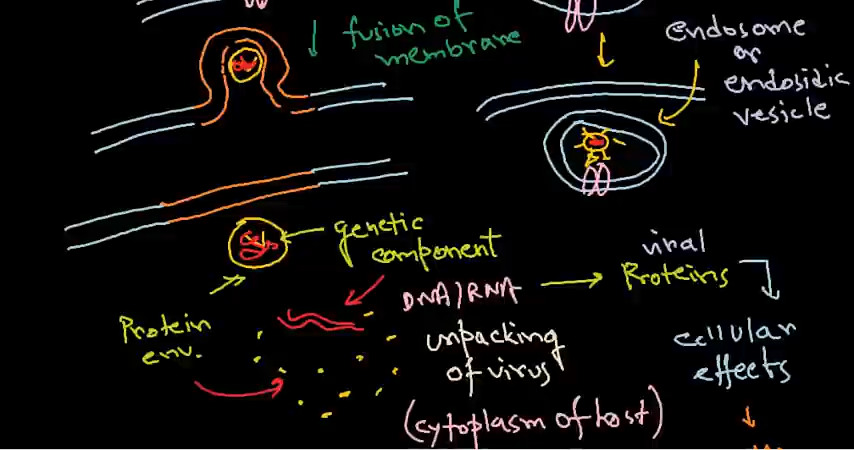 fusion of
membrane
endosome
or
endosidic
vesicle
genetic
component
viral
Proteins
DNA/RNA
Protein
env.
unpacking
of virus
cellular
effects
(cytoplasm of host)